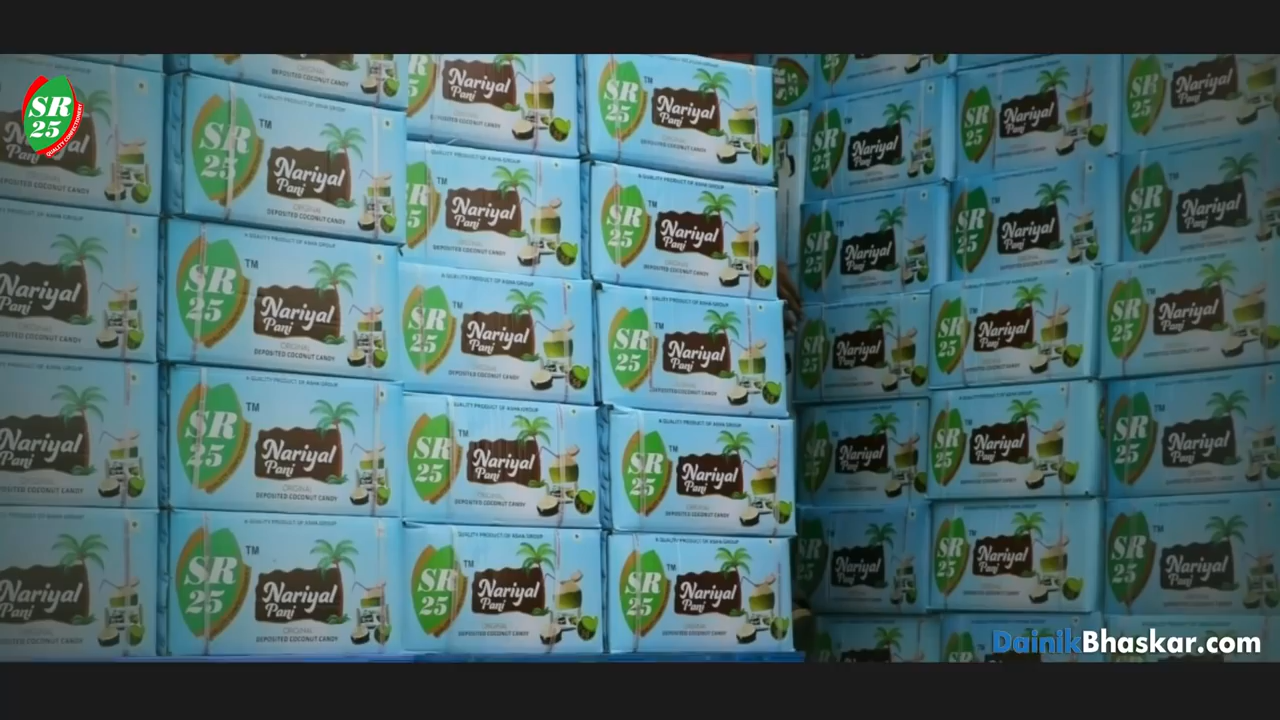 SR
25
QUALITY CONFECTIONERY
A QUALITY PRODUCT OF ASHA GROUP
SR
25
TM
Nariyal
Pani
ORIGINAL
DEPOSITED COCONUT CANDY
DainikBhaskar.com